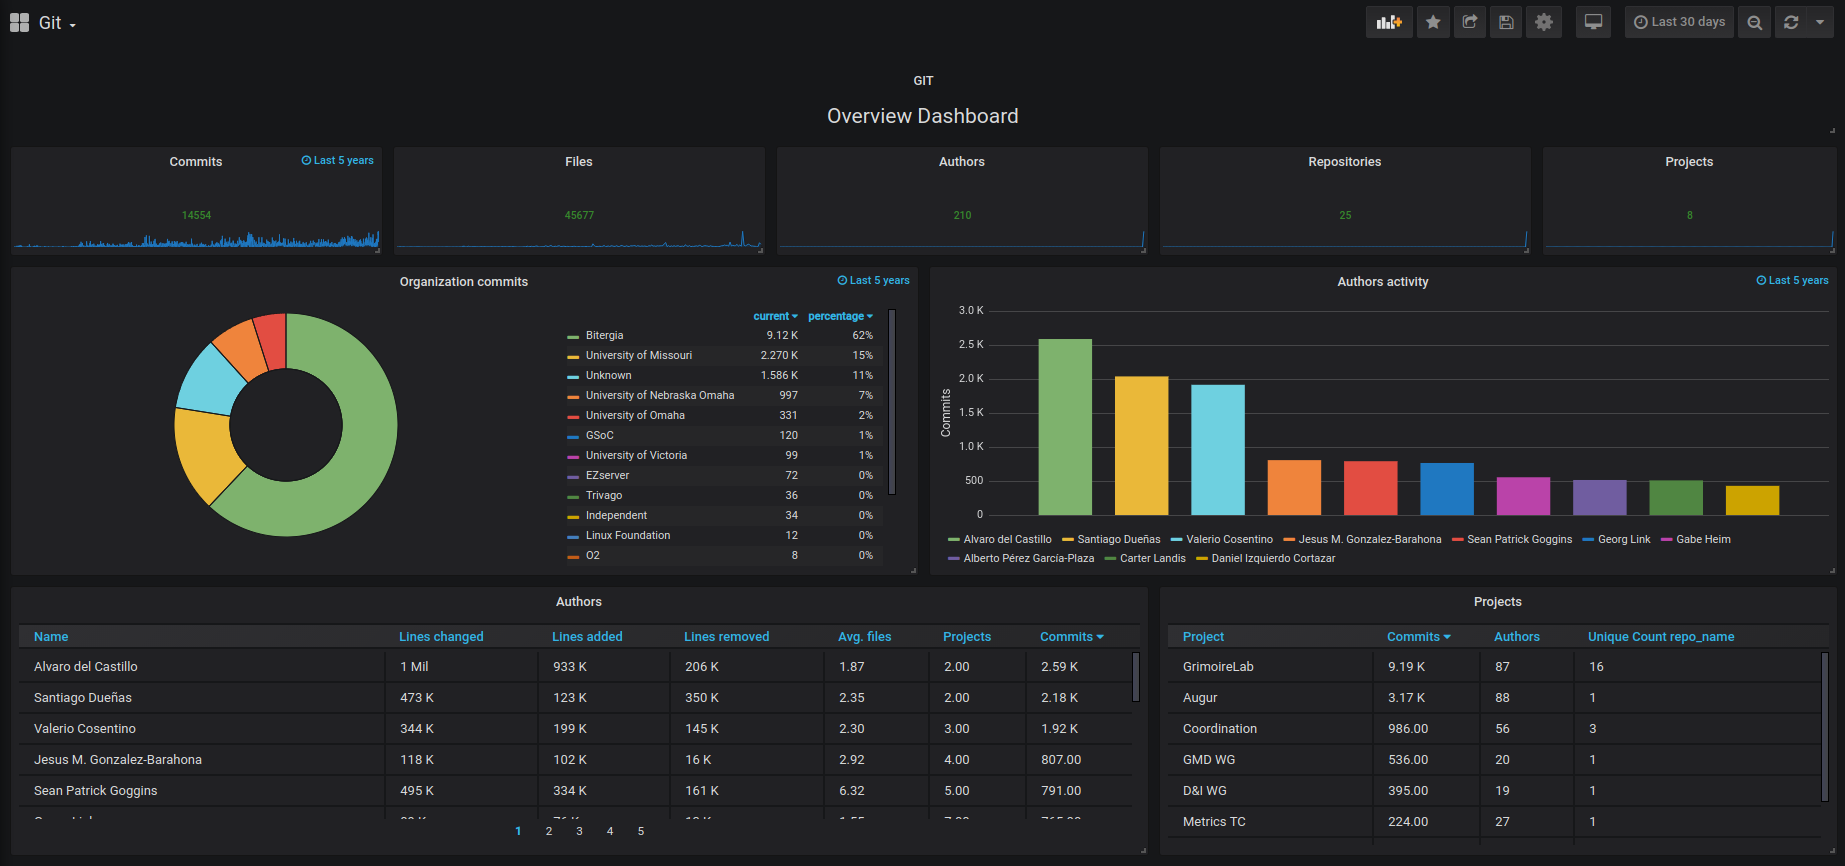 Git
Last 30 days
GIT
Overview Dashboard
Commits
Last 5 years
14554
Files
45677
Authors
210
Repositories
25
Projects
8
Organization commits
Last 5 years
current percentage
Bitergia 9.12 K 62%
University of Missouri 2.270 K 15%
Unknown 1.586 K 11%
University of Nebraska Omaha 997 7%
University of Omaha 331 2%
GSoC 120 1%
University of Victoria 99 1%
EZserver 72 0%
Trivago 36 0%
Independent 34 0%
Linux Foundation 12 0%
O2 8 0%
Authors activity
Last 5 years
Commits
3.0 K
2.5 K
2.0 K
1.5 K
1.0 K
500
0
Alvaro del Castillo Santiago Dueñas Valerio Cosentino Jesus M. Gonzalez-Barahona Sean Patrick Goggins Georg Link Gabe Heim
Alberto Pérez García-Plaza Carter Landis Daniel Izquierdo Cortazar
Authors
Name Lines changed Lines added Lines removed Avg. files Projects Commits
Alvaro del Castillo 1 Mil 933 K 206 K 1.87 2.00 2.59 K
Santiago Dueñas 473 K 123 K 350 K 2.35 2.00 2.18 K
Valerio Cosentino 344 K 199 K 145 K 2.30 3.00 1.92 K
Jesus M. Gonzalez-Barahona 118 K 102 K 16 K 2.92 4.00 807.00
Sean Patrick Goggins 495 K 334 K 161 K 6.32 5.00 791.00
1 2 3 4 5
Projects
Project Commits Authors Unique Count repo_name
GrimoireLab 9.19 K 87 16
Augur 3.17 K 88 1
Coordination 986.00 56 3
GMD WG 536.00 20 1
D&I WG 395.00 19 1
Metrics TC 224.00 27 1